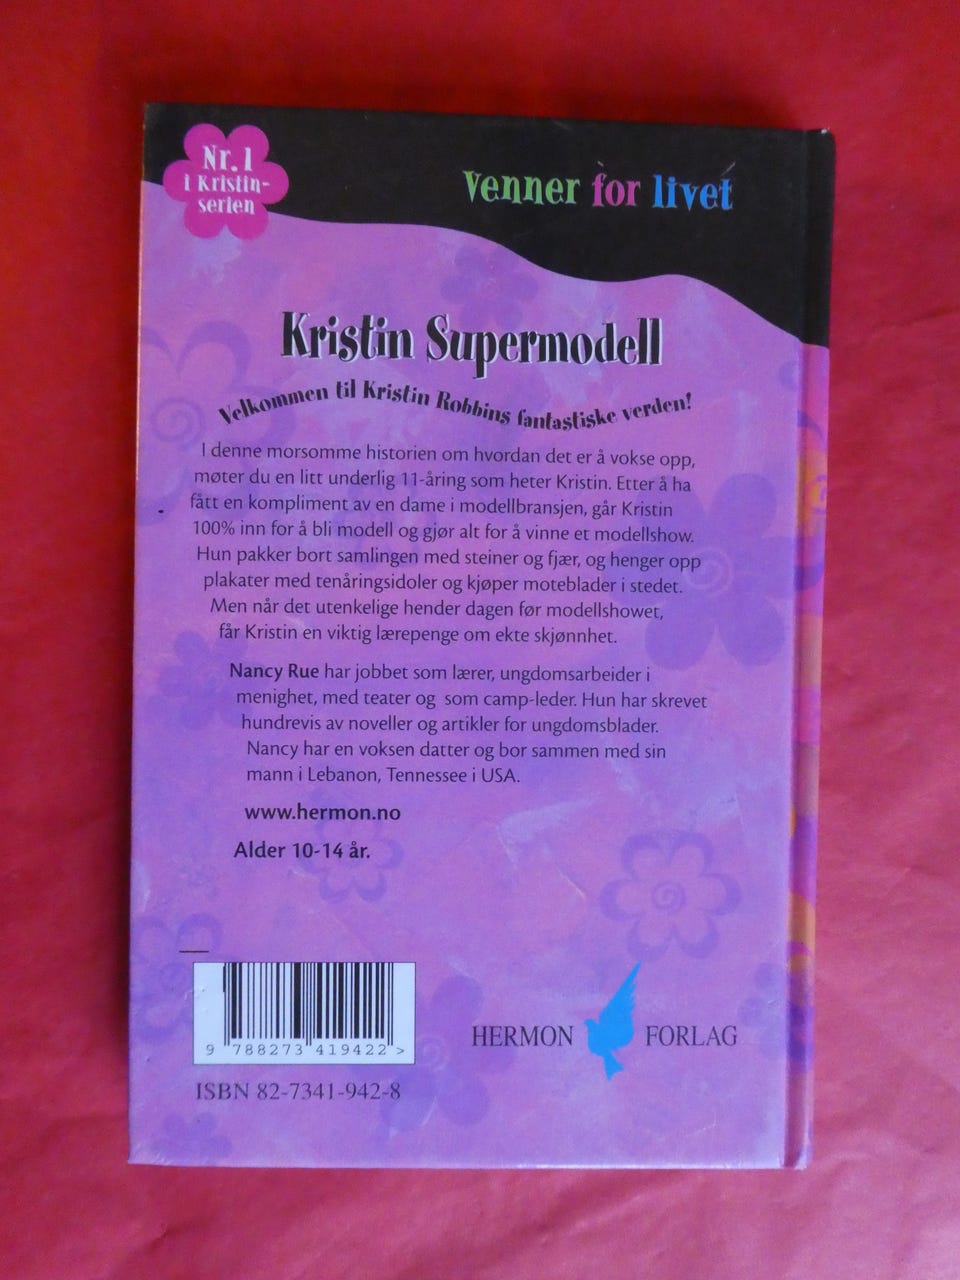 Nr. 1
i Kristin-
serien
Venner for livet
Kristin Supermodell
Velkommen til Kristin Robbins fantastiske verden!
I denne morsomme historien om hvordan det er å vokse opp,
møter du en litt underlig 11-åring som heter Kristin. Etter å ha
fått en kompliment av en dame i modellbransjen, går Kristin
100% inn for å bli modell og gjør alt for å vinne et modellshow.
Hun pakker bort samlingen med steiner og fjær, og henger opp
plakater med tenåringsidoler og kjøper moteblader i stedet.
Men når det utenkelige hender dagen før modellshowet,
får Kristin en viktig lærepenge om ekte skjønnhet.
Nancy Rue har jobbet som lærer, ungdomsarbeider i
menighet, med teater og som camp-leder. Hun har skrevet
hundrevis av noveller og artikler for ungdomsblader.
Nancy har en voksen datter og bor sammen med sin
mann i Lebanon, Tennessee i USA.
www.hermon.no
Alder 10-14 år.
9 788273 419422 >
ISBN 82-7341-942-8
HERMON FORLAG